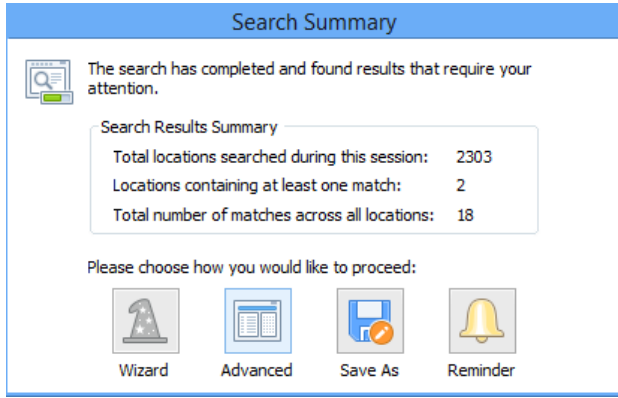 Search Summary
The search has completed and found results that require your
attention.
Search Results Summary
Total locations searched during this session: 2303
Locations containing at least one match: 2
Total number of matches across all locations: 18
Please choose how you would like to proceed:
Wizard Advanced Save As Reminder